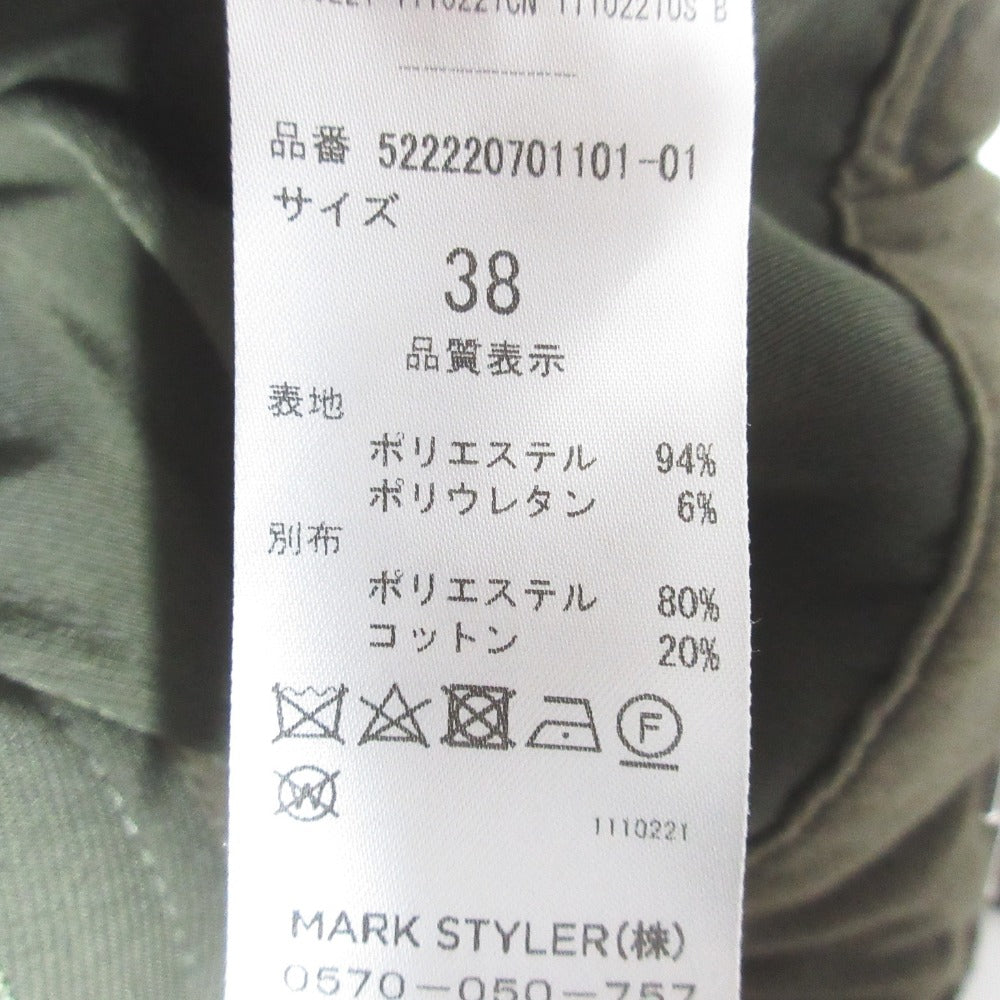 1110221CN 1110221OS B
品番 522220701101-01
サイズ
38
品質表示
表地
ポリエステル 94%
ポリウレタン 6%
別布
ポリエステル 80%
コットン 20%
F
W
1110221
MARK STYLER(株)
0570-050-757